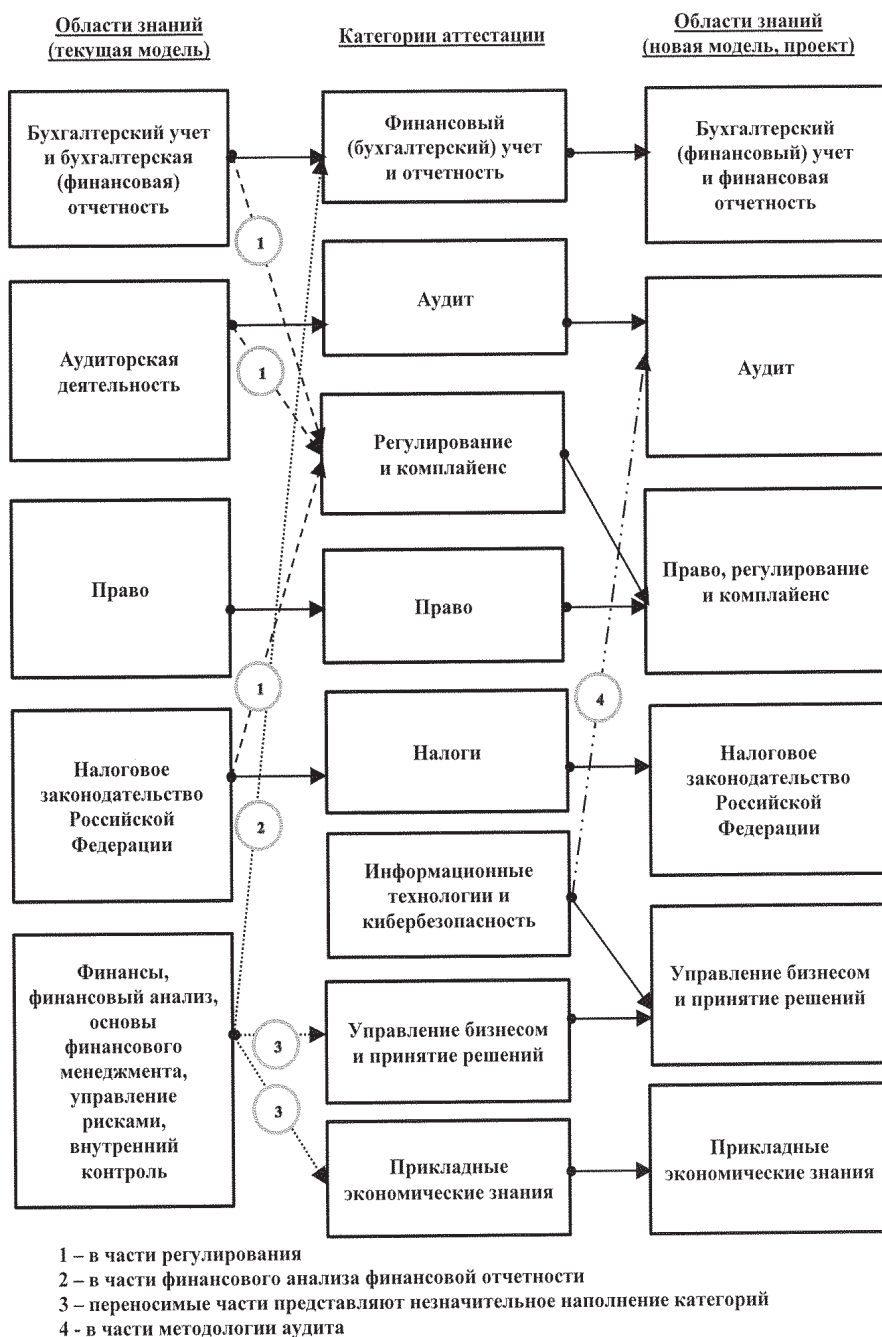 Области знаний
(текущая модель)
Категории аттестации
Области знаний
(новая модель, проект)
Бухгалтерский учет
и бухгалтерская
(финансовая)
отчетность
Финансовый
(бухгалтерский) учет
и отчетность
Бухгалтерский
(финансовый) учет
и финансовая
отчетность
1
Аудиторская
деятельность
Аудит
Аудит
1
Регулирование
и комплайенс
Право
Право
Право, регулирование
и комплайенс
1
4
Налоговое
законодательство
Российской
Федерации
Налоги
Налоговое
законодательство
Российской
Федерации
2
Информационные
технологии и
кибербезопасность
Финансы,
финансовый анализ,
основы
финансового
менеджмента,
управление
рисками,
внутренний
контроль
3
3
Управление бизнесом
и принятие решений
Управление бизнесом
и принятие решений
Прикладные
экономические знания
Прикладные
экономические знания
1 – в части регулирования
2 – в части финансового анализа финансовой отчетности
3 – переносимые части представляют незначительное наполнение категорий
4 - в части методологии аудита